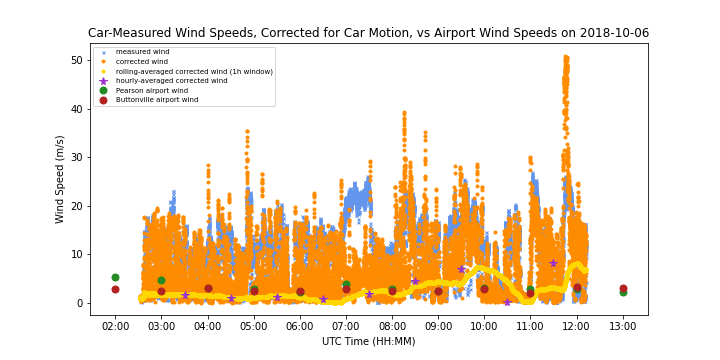 Car-Measured Wind Speeds, Corrected for Car Motion, vs Airport Wind Speeds on 2018-10-06
measured wind
corrected wind
rolling-averaged corrected wind (1h window)
hourly-averaged corrected wind
Pearson airport wind
Buttonville airport wind
Wind Speed (m/s)
50
40
30
20
10
0
02:00 03:00 04:00 05:00 06:00 07:00 08:00 09:00 10:00 11:00 12:00 13:00
UTC Time (HH:MM)